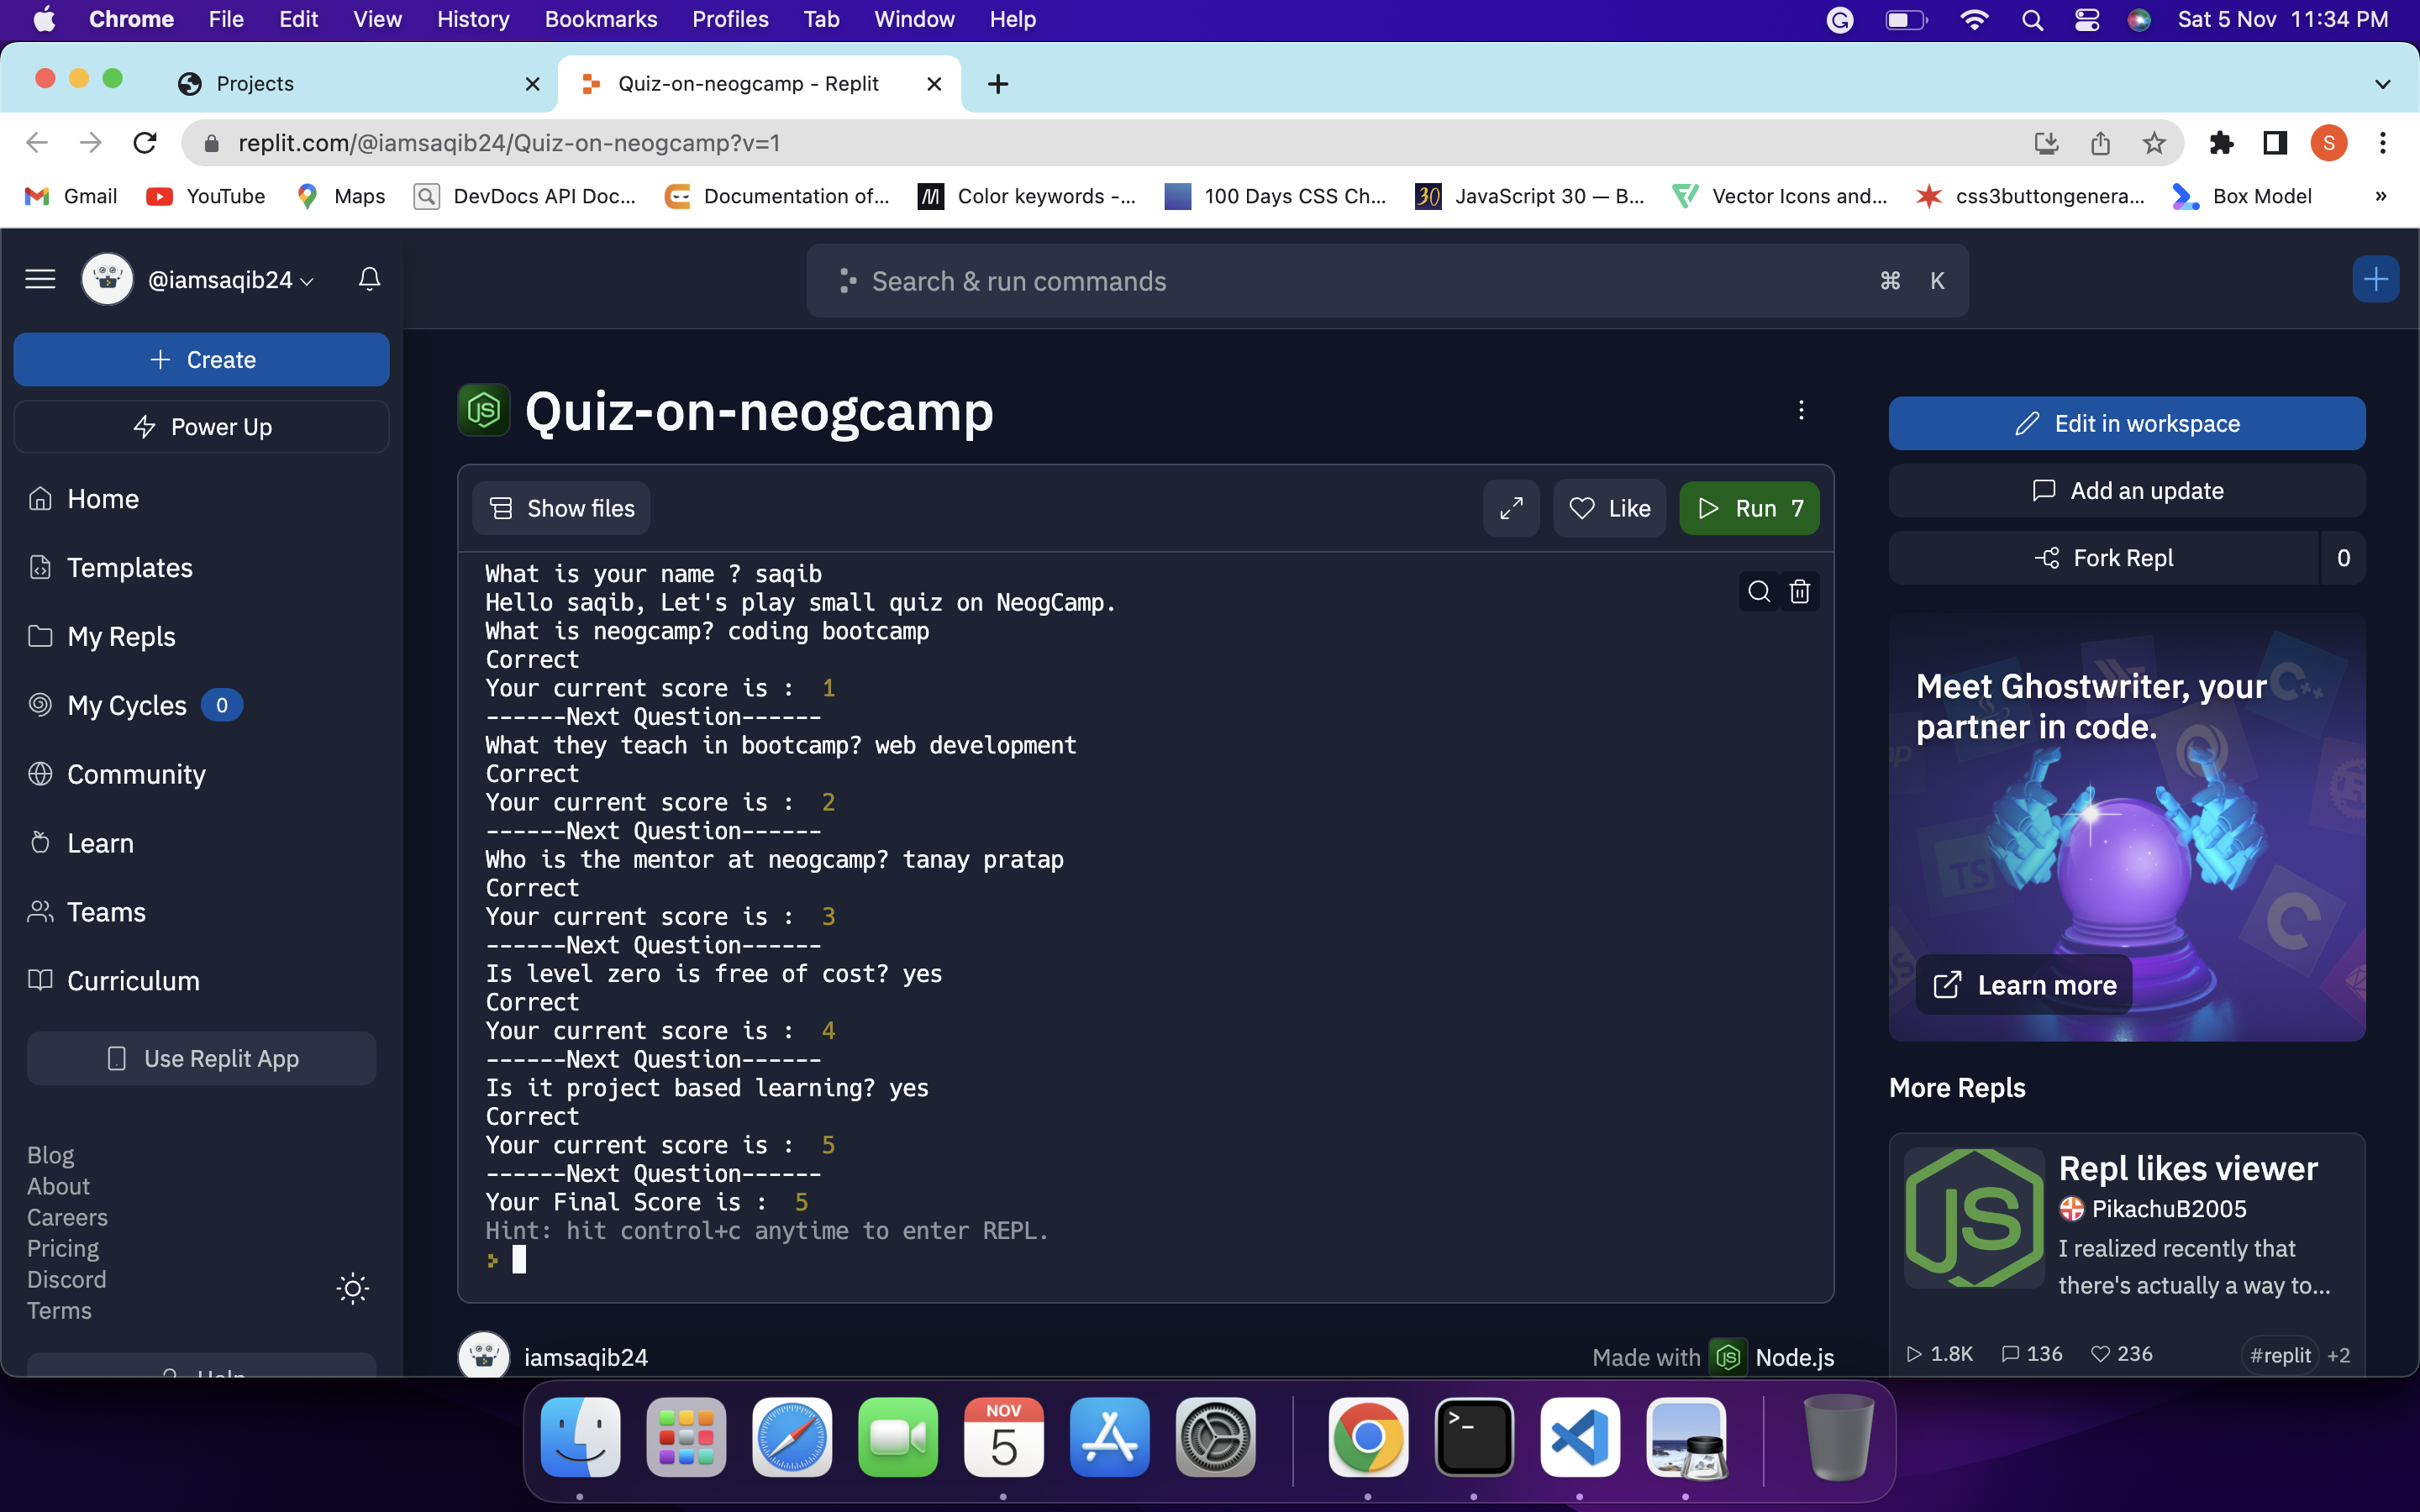 Chrome File Edit View History Bookmarks Profiles Tab Window Help Sat 5 Nov 11:34 PM
Projects
Quiz-on-neogcamp - Replit
replit.com/@iamsaqib24/Quiz-on-neogcamp?v=1
S
Gmail YouTube Maps DevDocs API Doc... Documentation of... Color keywords -... 100 Days CSS Ch... JavaScript 30 — B... Vector Icons and... css3buttongenera... Box Model »
@iamsaqib24
Search & run commands ⌘ K
Create
Power Up
Home
Templates
My Repls
My Cycles 0
Community
Learn
Teams
Curriculum
Use Replit App
Blog
About
Careers
Pricing
Discord
Terms
Help
Quiz-on-neogcamp
Show files
Like
Run 7
What is your name ? saqib
Hello saqib, Let's play small quiz on NeogCamp.
What is neogcamp? coding bootcamp
Correct
Your current score is :  1
------Next Question------
What they teach in bootcamp? web development
Correct
Your current score is :  2
------Next Question------
Who is the mentor at neogcamp? tanay pratap
Correct
Your current score is :  3
------Next Question------
Is level zero is free of cost? yes
Correct
Your current score is :  4
------Next Question------
Is it project based learning? yes
Correct
Your current score is :  5
------Next Question------
Your Final Score is :  5
Hint: hit control+c anytime to enter REPL.
iamsaqib24
Made with Node.js
Edit in workspace
Add an update
Fork Repl 0
Meet Ghostwriter, your
partner in code.
Learn more
More Repls
JS
Repl likes viewer
PikachuB2005
I realized recently that
there's actually a way to...
1.8K 136 236 #replit +2
NOV
5